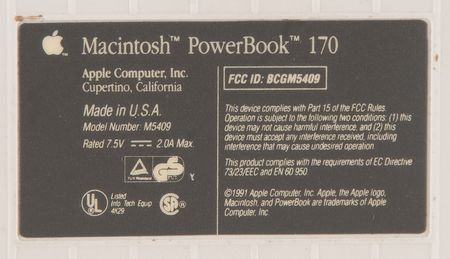 Macintosh™ PowerBook™ 170
Apple Computer, Inc.
Cupertino, California
Made in U.S.A.
Model Number: M5409
Rated 7.5V ⎓ 2.0A Max.
UL
Listed
Info. Tech Equip
4K29
FCC ID: BCGM5409
This device complies with Part 15 of the FCC Rules.
Operation is subject to the following two conditions: (1) this
device may not cause harmful interference, and (2) this
device must accept any interference received, including
interference that may cause undesired operation.
This product complies with the requirements of EC Directive
73/23/EEC and EN 60 950
©1991 Apple Computer, Inc. Apple, the Apple logo,
Macintosh, and PowerBook are trademarks of Apple
Computer, Inc.